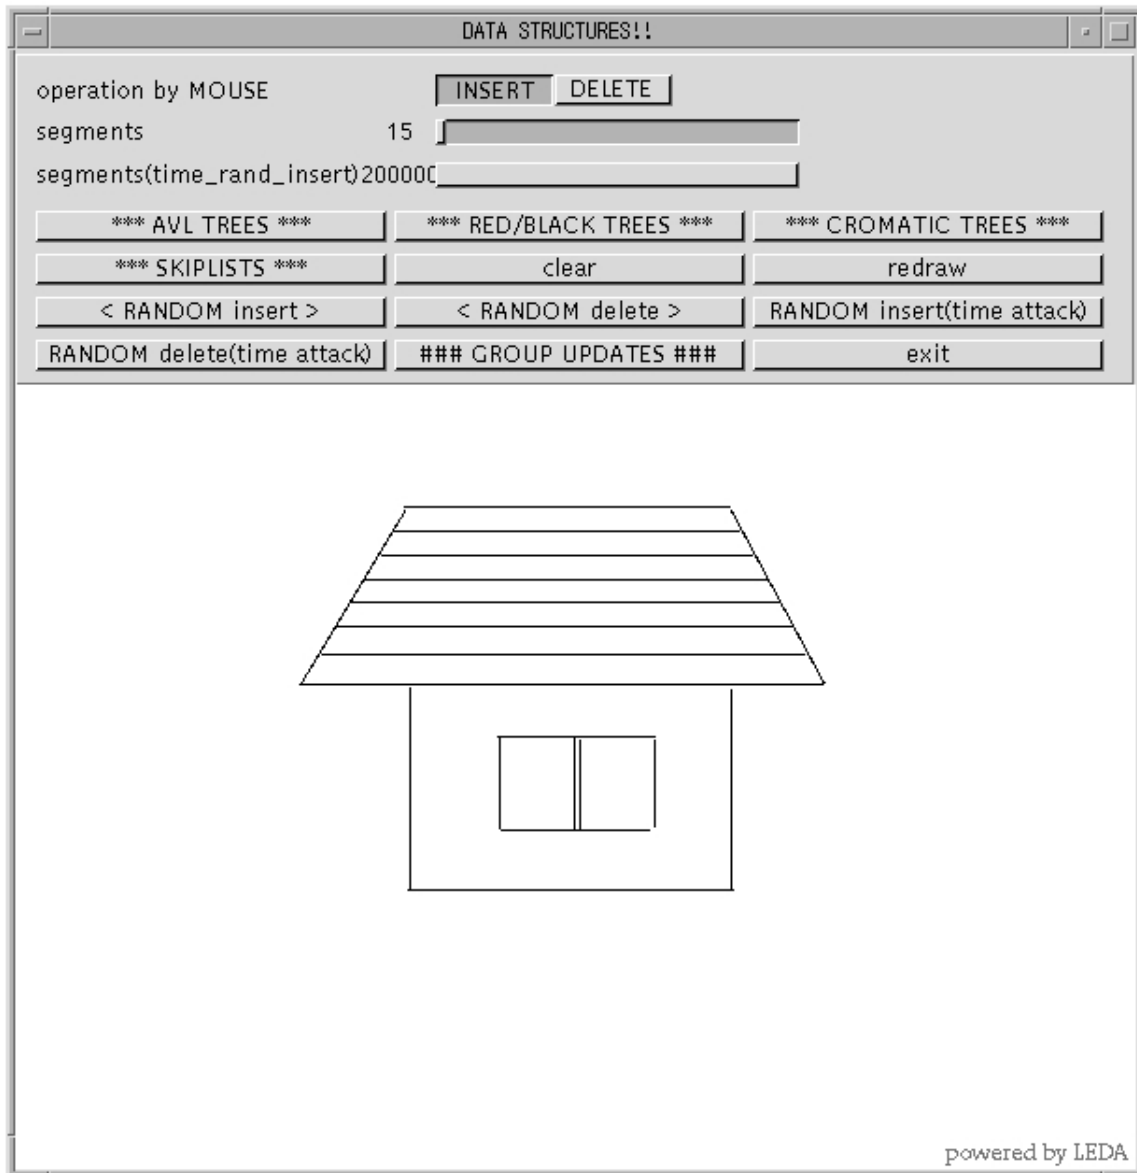 DATA STRUCTURES!!
operation by MOUSE INSERT DELETE
segments 15
segments(time_rand_insert)200000
*** AVL TREES *** *** RED/BLACK TREES *** *** CROMATIC TREES ***
*** SKIPLISTS *** clear redraw
< RANDOM insert > < RANDOM delete > RANDOM insert(time attack)
RANDOM delete(time attack) ### GROUP UPDATES ### exit
powered by LEDA